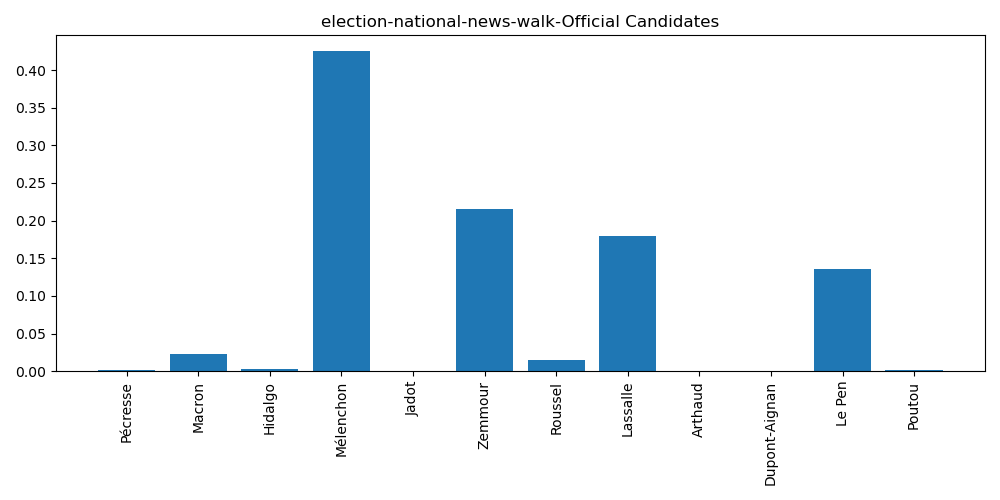 election-national-news-walk-Official Candidates
0.40
0.35
0.30
0.25
0.20
0.15
0.10
0.05
0.00
Pécresse
Macron
Hidalgo
Mélenchon
Jadot
Zemmour
Roussel
Lassalle
Arthaud
Dupont-Aignan
Le Pen
Poutou